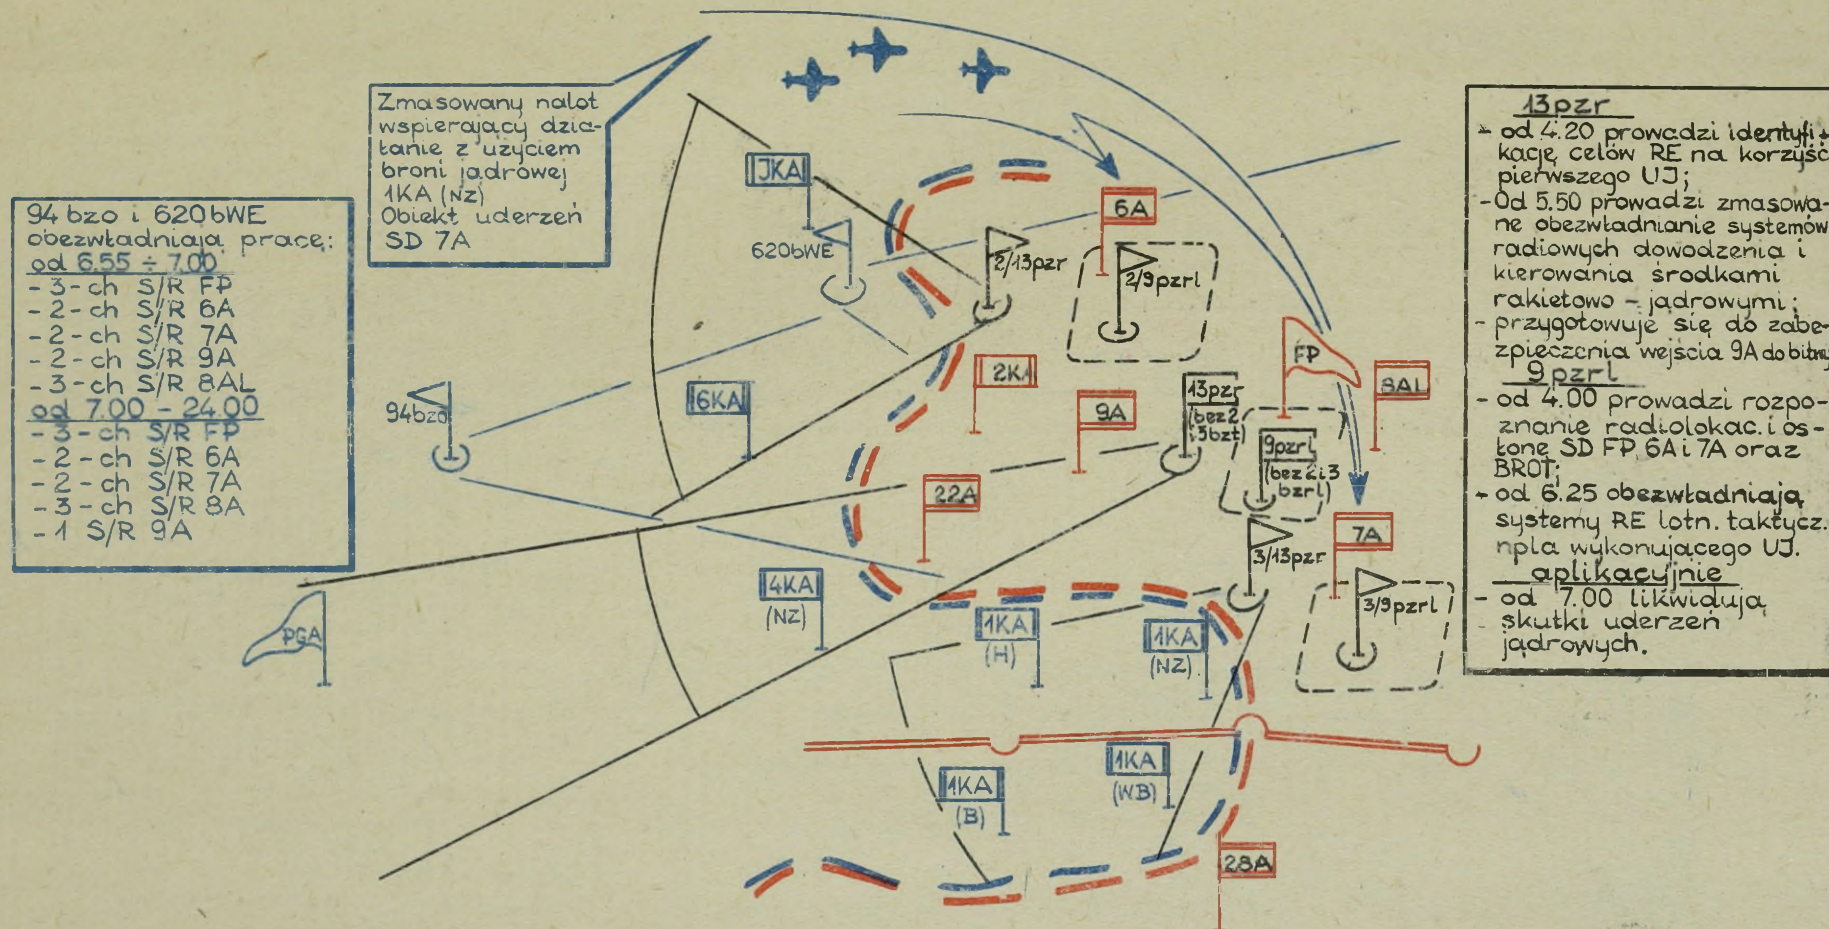 94 bzo i 620 bWE
obezwładniają pracę:
od 6.55 ÷ 7.00
- 3-ch S/R FP
- 2-ch S/R 6A
- 2-ch S/R 7A
- 2-ch S/R 9A
- 3-ch S/R 8AL
od 7.00 - 24.00
- 3-ch S/R FP
- 2-ch S/R 6A
- 2-ch S/R 7A
- 3-ch S/R 8A
- 1 S/R 9A
Zmasowany nalot
wspierający dzia-
łanie z użyciem
broni jądrowej
1KA (NZ)
Obiekt uderzeń
SD 7A
JKA
620bWE
2/13pzr
6A
2/9pzrl
FP
8AL
2KA
6KA
94bzo
9A
13pzr
(bez 2
i 3bzt)
9pzrl
(bez 2 i 3
bzrl)
22A
7A
3/13pzr
3/9pzrl
4KA
(NZ)
1KA
(H)
1KA
(NZ)
PGA
1KA
(B)
1KA
(WB)
28A
13pzr
- od 4.20 prowadzi identyfi-
kację celów RE na korzyść
pierwszego UJ;
- Od 5.50 prowadzi zmasowa-
ne obezwładnianie systemów
radiowych dowodzenia i
kierowania środkami
rakietowo - jądrowymi;
- przygotowuje się do zabe-
zpieczenia wejścia 9A do bitwy
9pzrl
- od 4.00 prowadzi rozpo-
znanie radiolokac. i os-
łonę SD FP, 6A i 7A oraz
BROT;
- od 6.25 obezwładniają
systemy RE lotn. taktycz.
npla wykonującego UJ.
aplikacyjnie
- od 7.00 likwidują
skutki uderzeń
jądrowych.